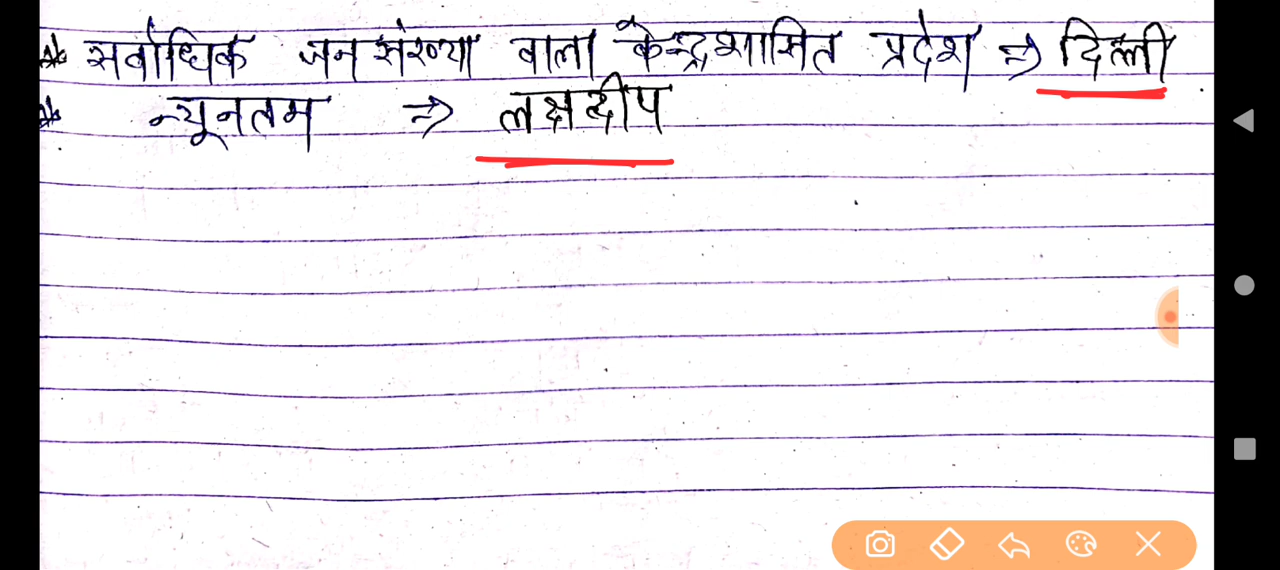 * सर्वाधिक जनसंख्या वाला केन्द्रशासित प्रदेश ⇒ दिल्ली
* न्यूनतम ⇒ लक्षद्वीप